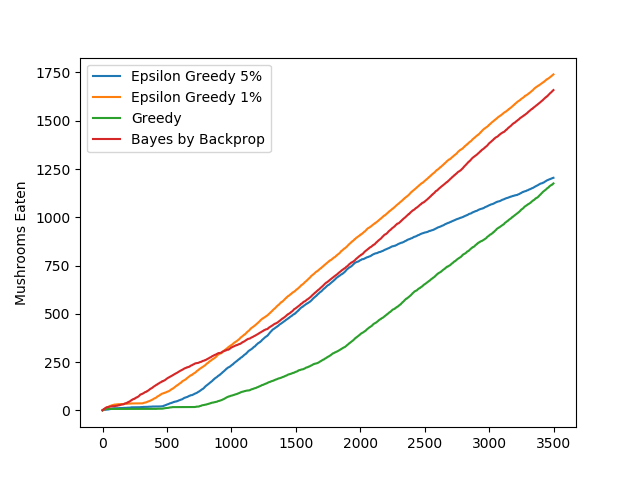 Epsilon Greedy 5%
Epsilon Greedy 1%
Greedy
Bayes by Backprop
Mushrooms Eaten
1750
1500
1250
1000
750
500
250
0
0 500 1000 1500 2000 2500 3000 3500